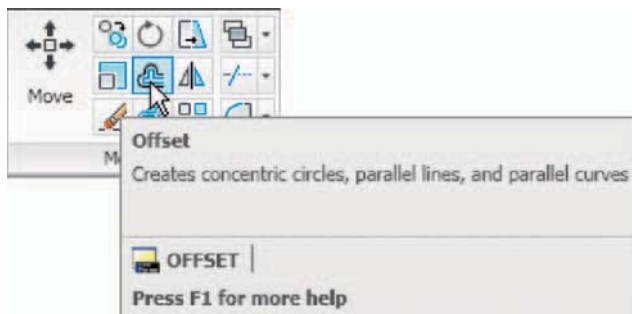 Move
M
Offset
Creates concentric circles, parallel lines, and parallel curves
OFFSET
Press F1 for more help